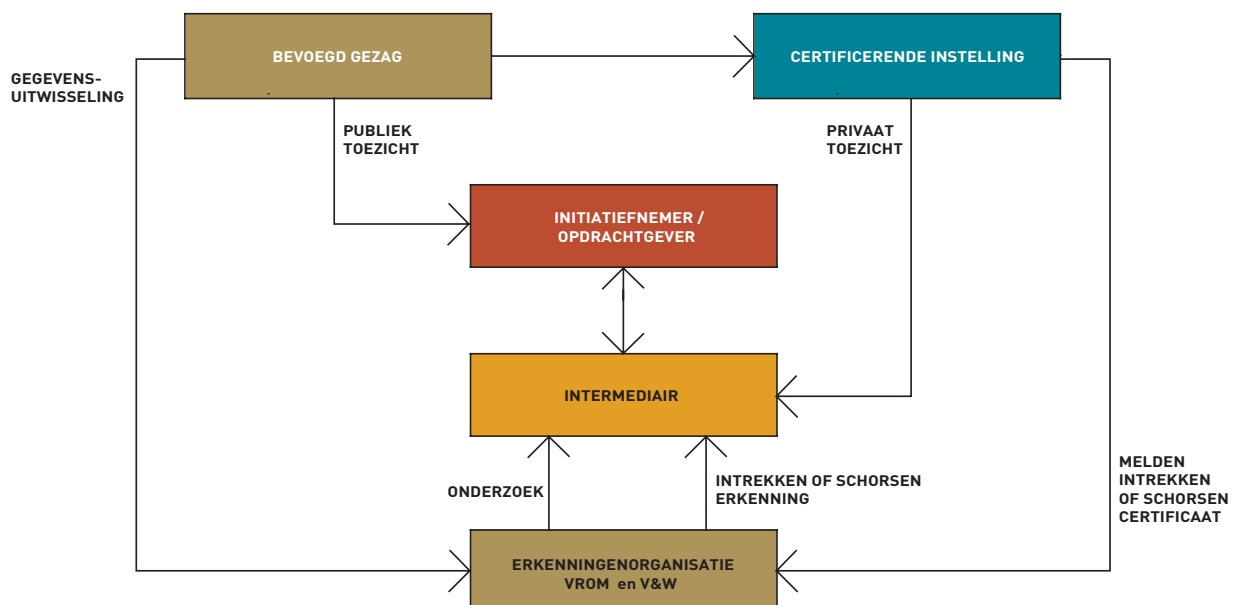 BEVOEGD GEZAG
CERTIFICERENDE INSTELLING
GEGEVENS-
UITWISSELING
PUBLIEK
TOEZICHT
PRIVAAT
TOEZICHT
INITIATIEFNEMER /
OPDRACHTGEVER
INTERMEDIAIR
ONDERZOEK
INTREKKEN OF SCHORSEN
ERKENNING
MELDEN
INTREKKEN
OF SCHORSEN
CERTIFICAAT
ERKENNINGENORGANISATIE
VROM en V&W